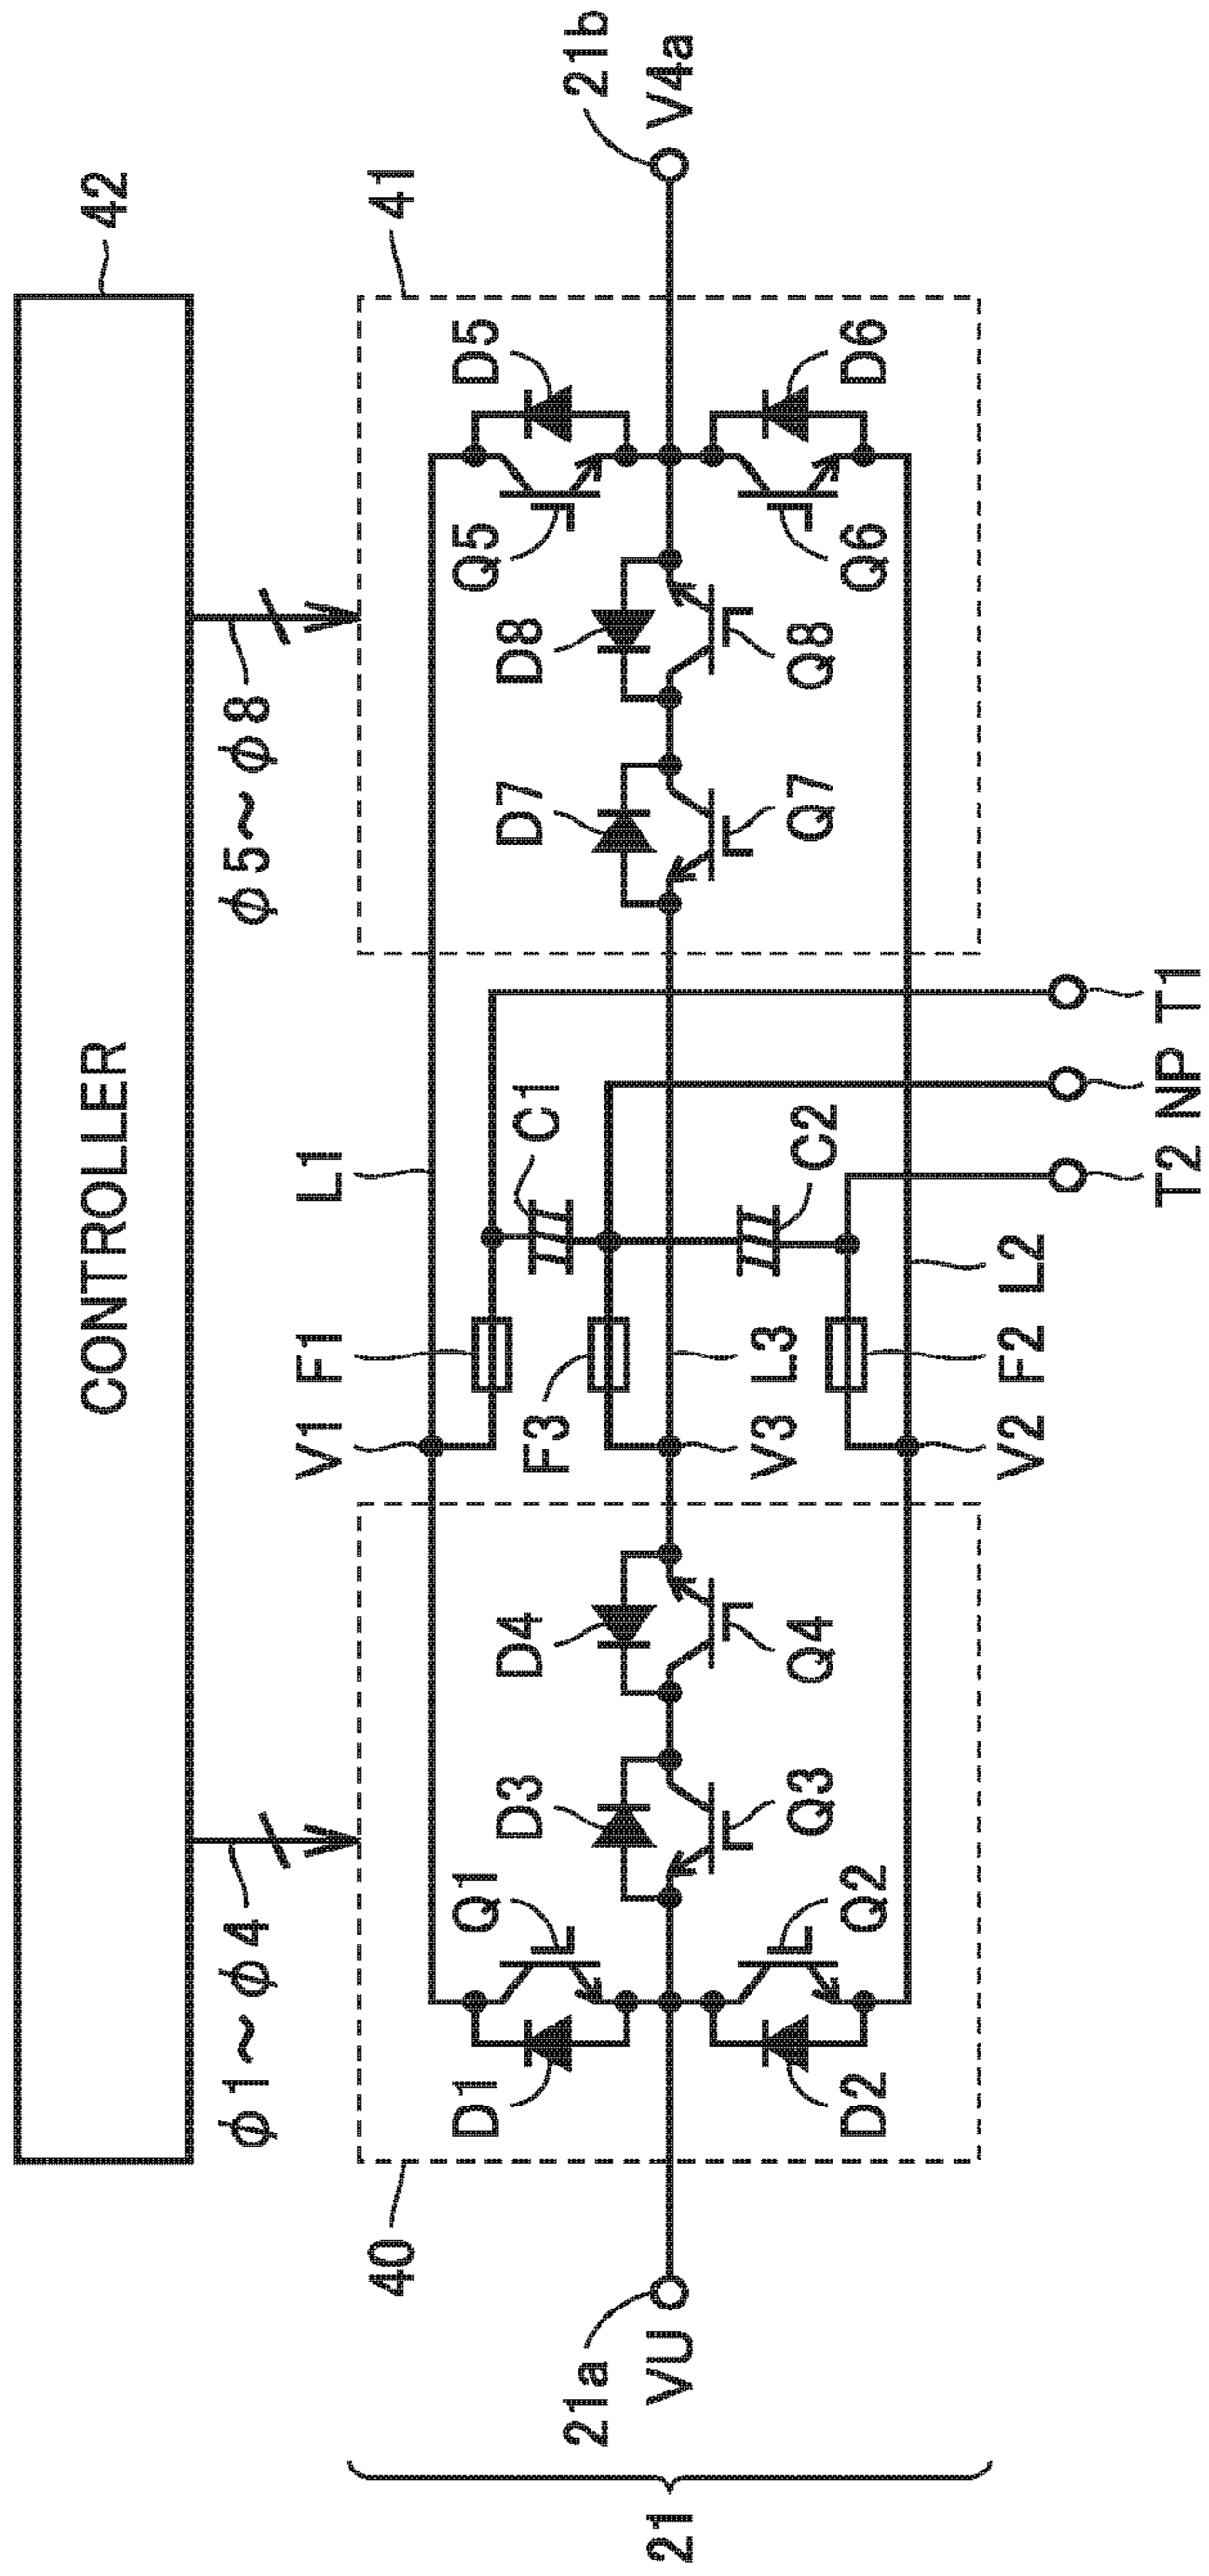 CONTROLLER
42
φ1~φ4
φ5~φ8
40
41
V1
F1
L1
D1
Q1
D3
D4
F3
C1
D7
D8
Q5
D5
21a
VU
21b
V4a
Q3
Q4
V3
L3
C2
Q7
Q8
D2
Q2
Q6
D6
V2
F2
L2
T2
NP
T1
21